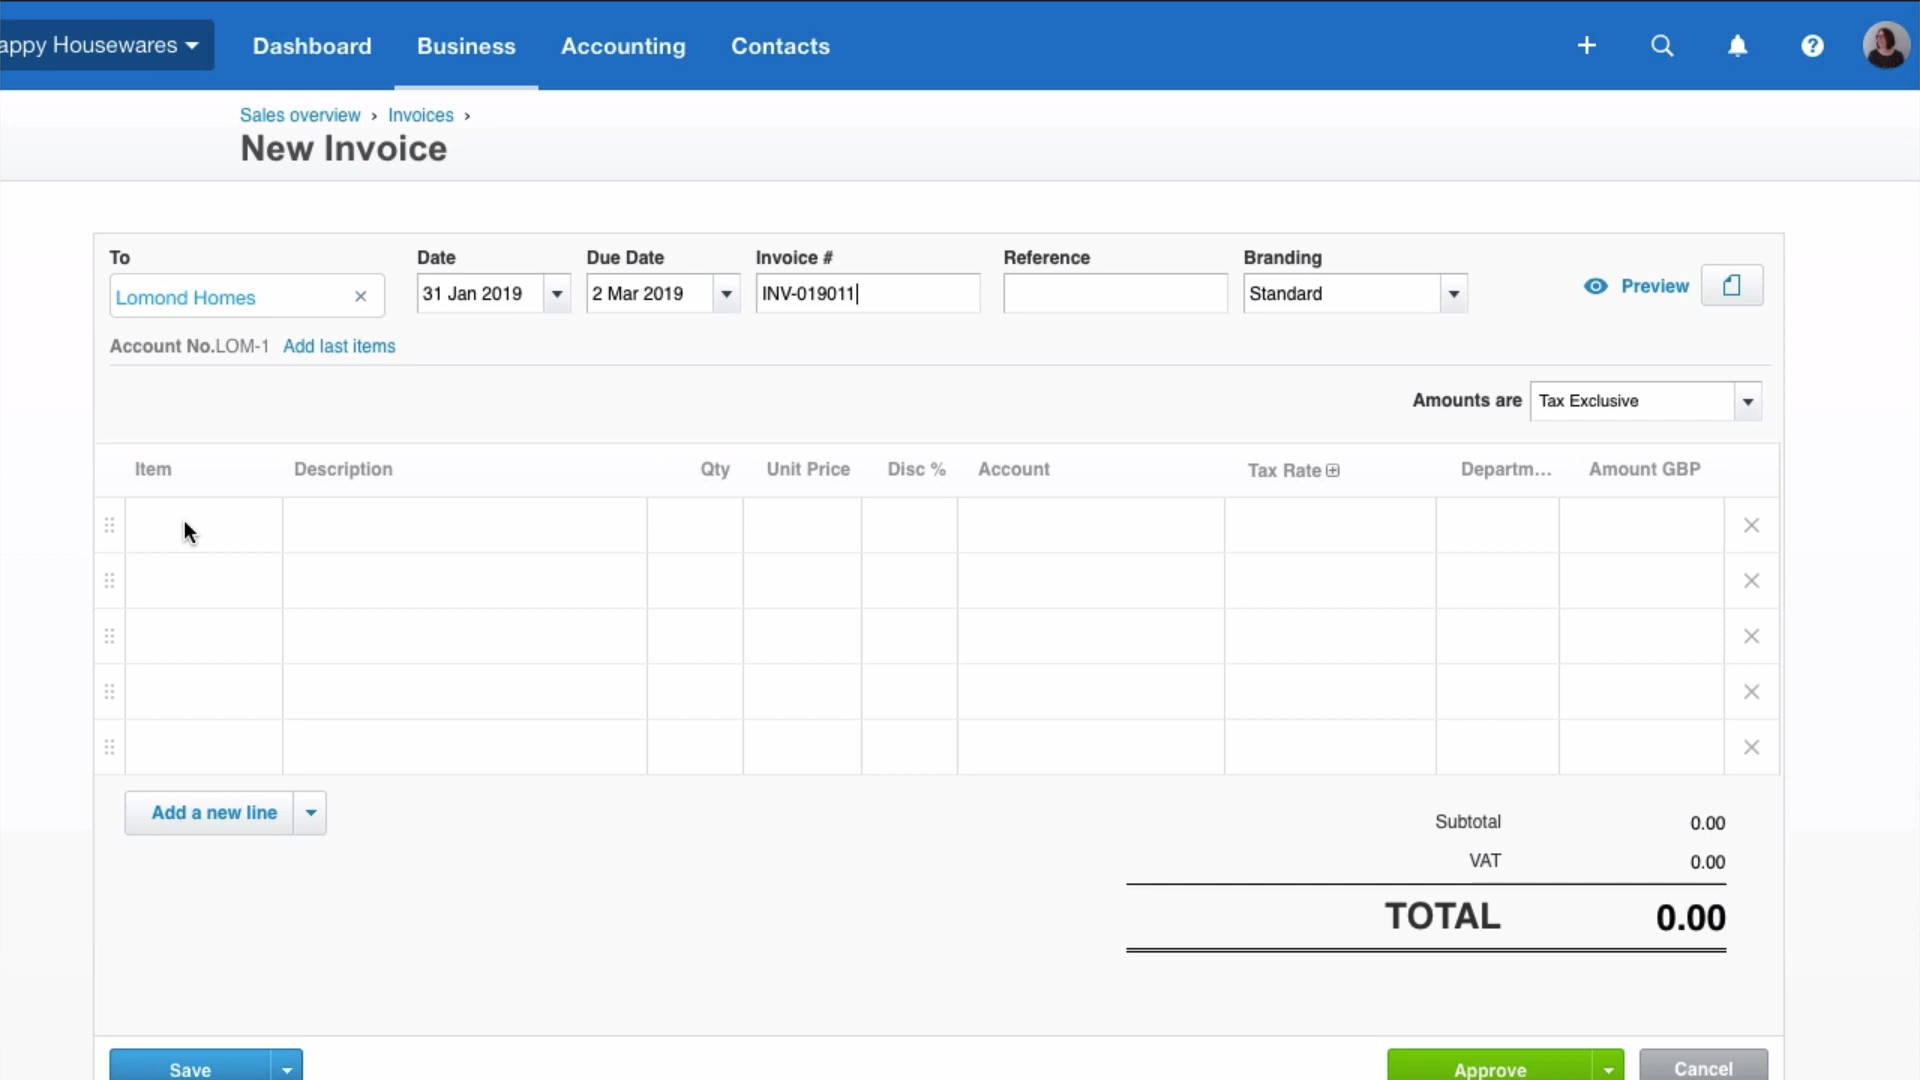 appy Housewares Dashboard Business Accounting Contacts
Sales overview › Invoices ›
New Invoice
To Date Due Date Invoice # Reference Branding
Lomond Homes 31 Jan 2019 2 Mar 2019 INV-019011 Standard Preview
Account No.LOM-1 Add last items
Amounts are Tax Exclusive
Item Description Qty Unit Price Disc % Account Tax Rate Departm... Amount GBP
Add a new line
Subtotal 0.00
VAT 0.00
TOTAL 0.00
Save Approve Cancel